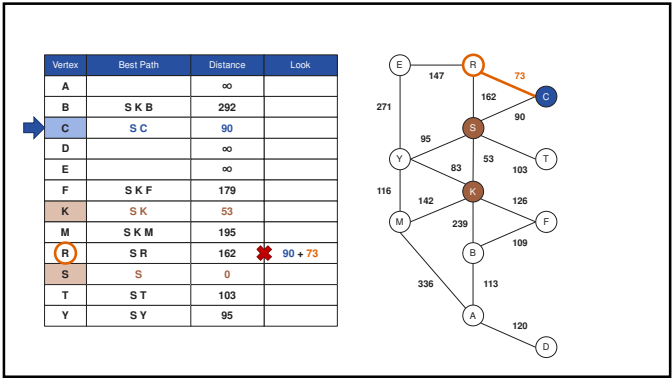 Vertex Best Path Distance Look
A ∞
B S K B 292
C S C 90
D ∞
E ∞
F S K F 179
K S K 53
M S K M 195
R S R 162 90 + 73
S S 0
T S T 103
Y S Y 95
E R
147 73
C
271 162
90
S
95
Y 53 T
83 103
116 K
142 126
M 239 F
109
B
336 113
A
120
D